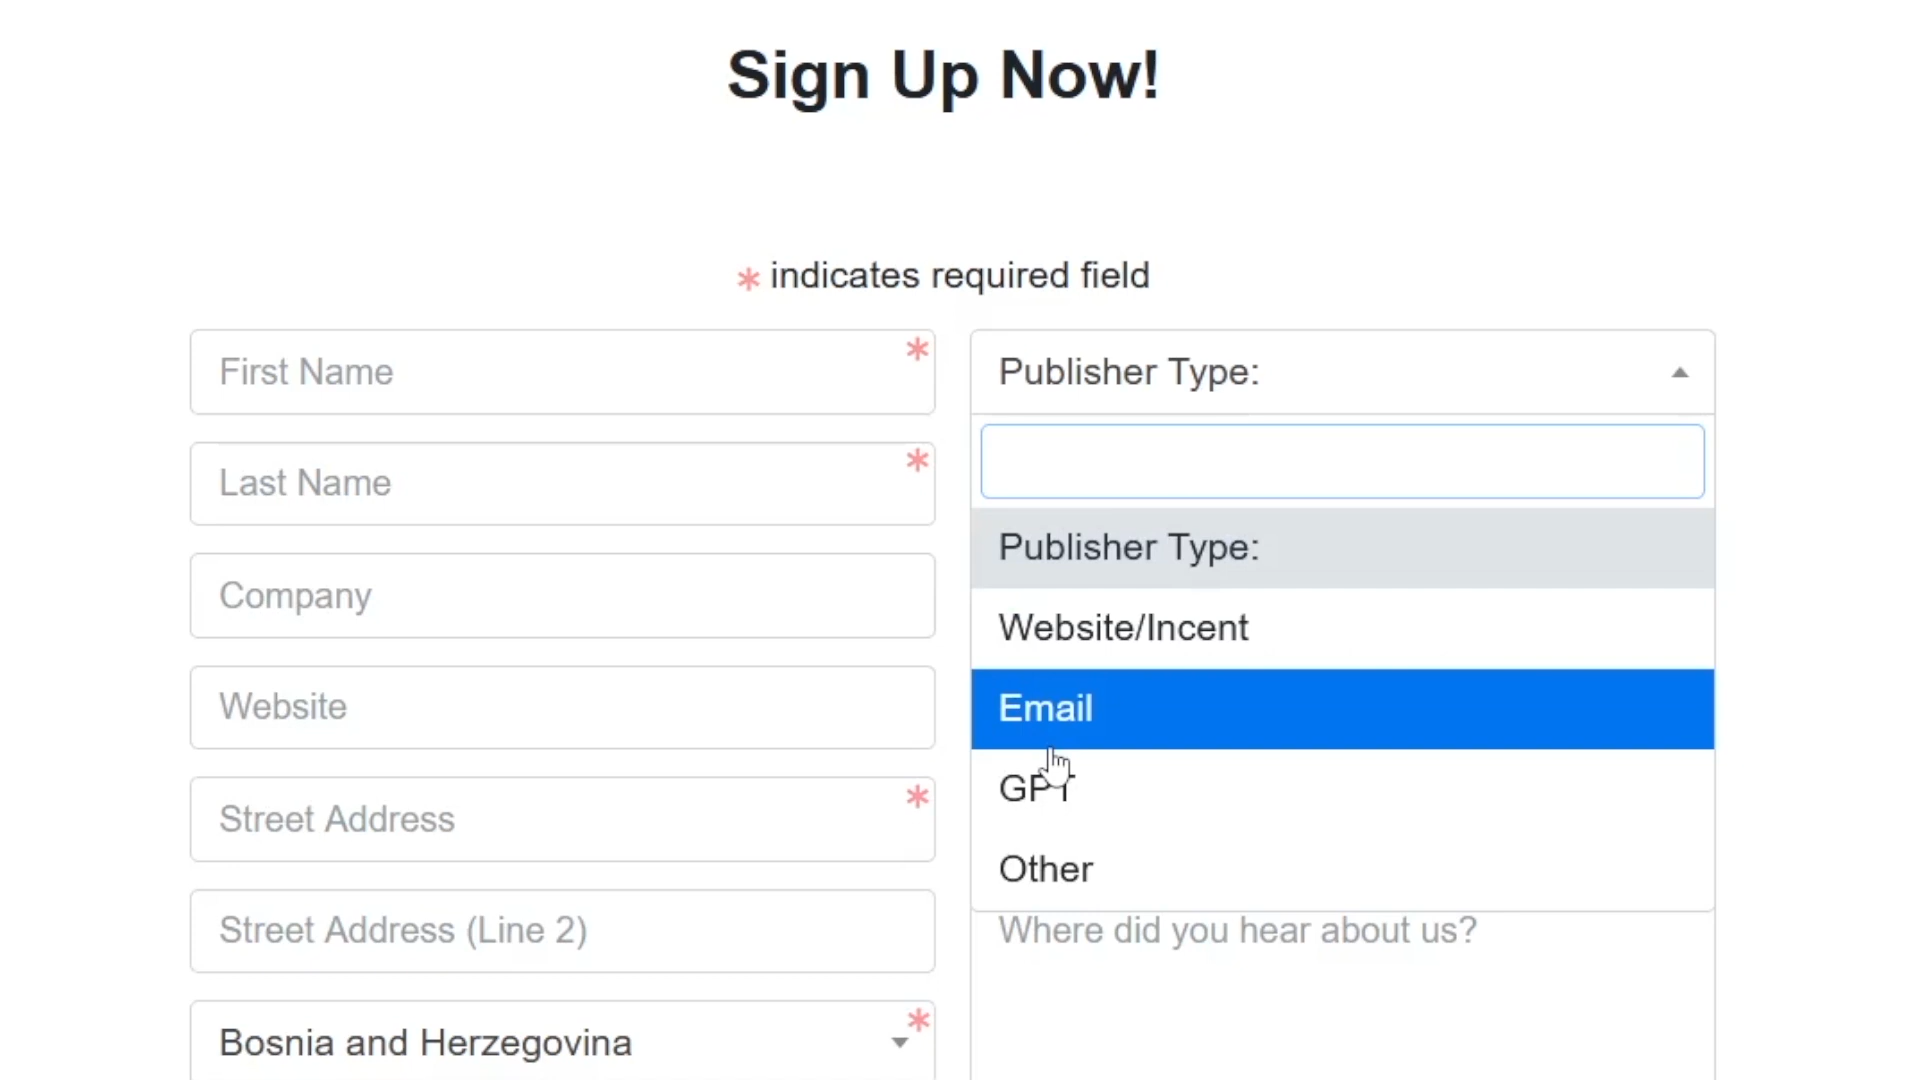 Sign Up Now!
* indicates required field
First Name *
Last Name *
Company
Website
Street Address *
Street Address (Line 2)
Bosnia and Herzegovina *
Publisher Type:
Publisher Type:
Website/Incent
Email
GPT
Other
Where did you hear about us?